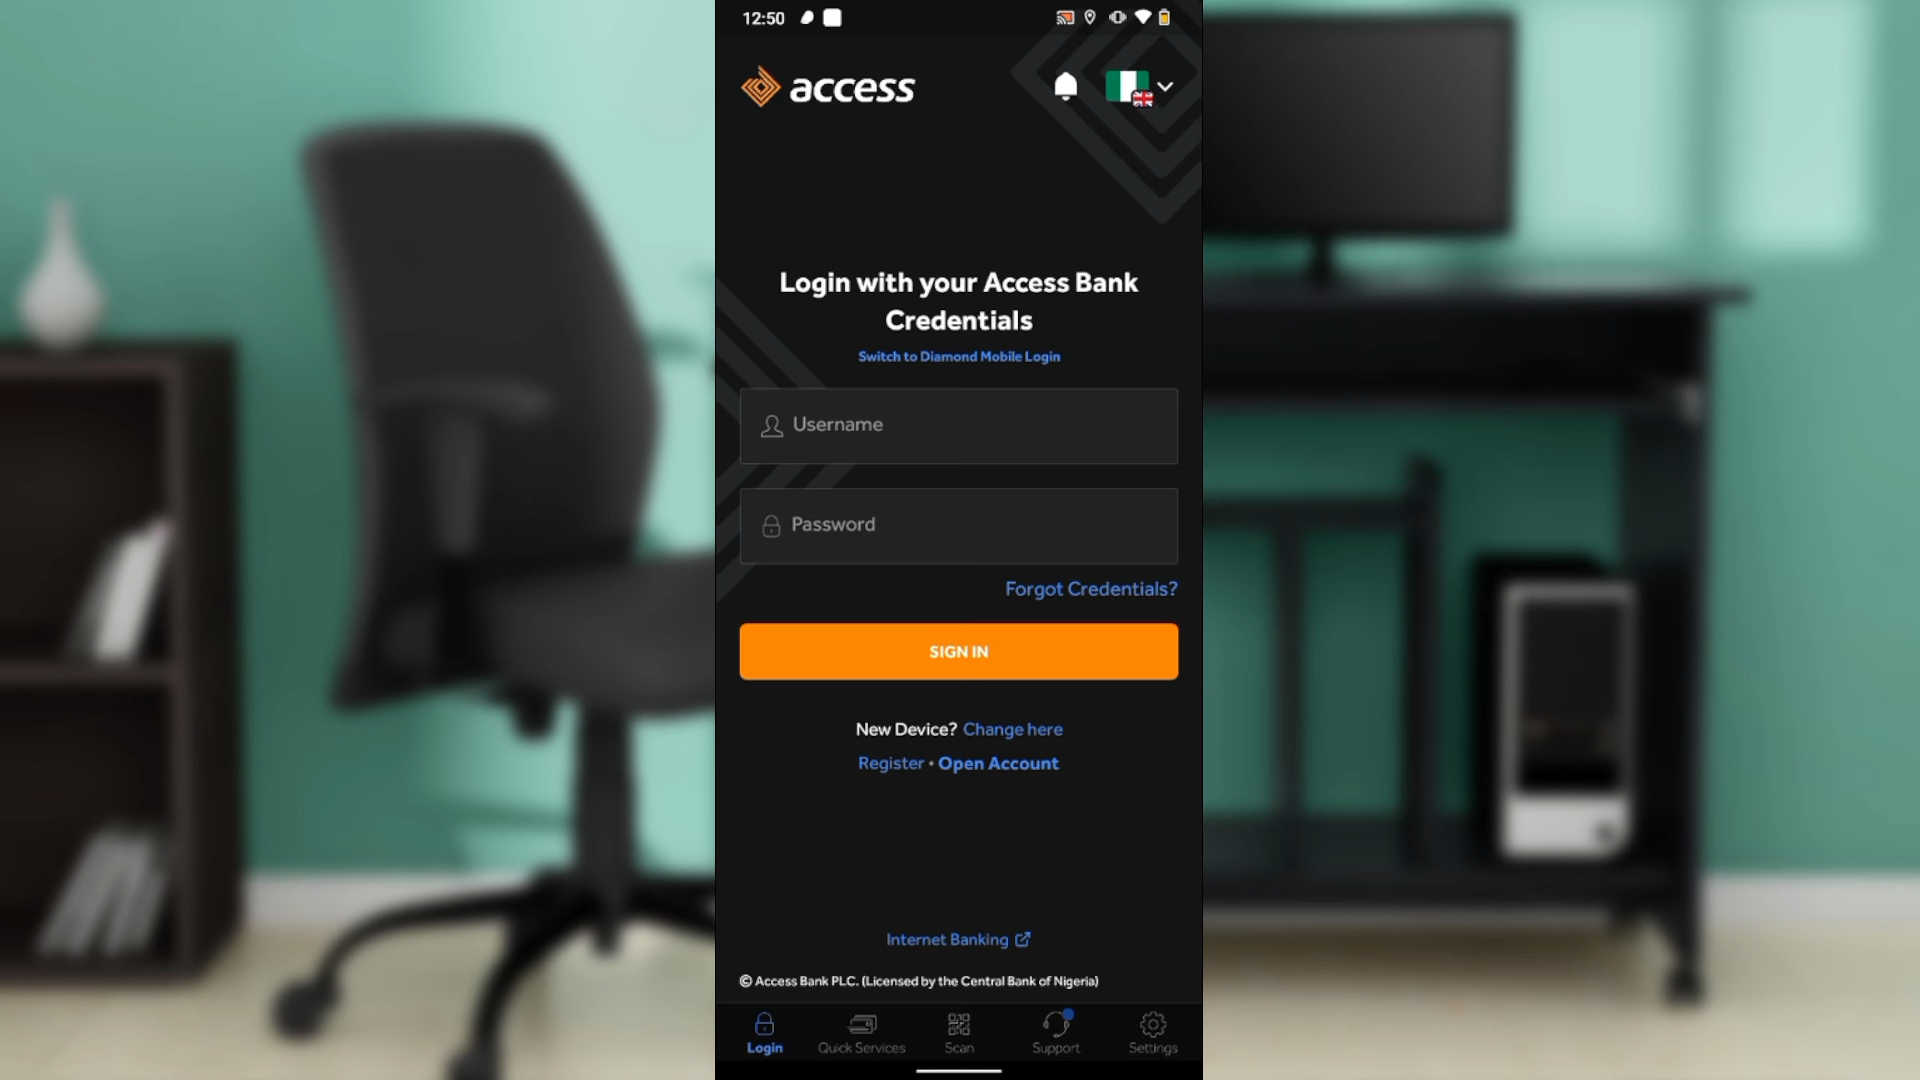 12:50
access
Login with your Access Bank
Credentials
Switch to Diamond Mobile Login
Username
Password
Forgot Credentials?
SIGN IN
New Device? Change here
Register • Open Account
Internet Banking
© Access Bank PLC. (Licensed by the Central Bank of Nigeria)
Login
Quick Services
Scan
Support
Settings